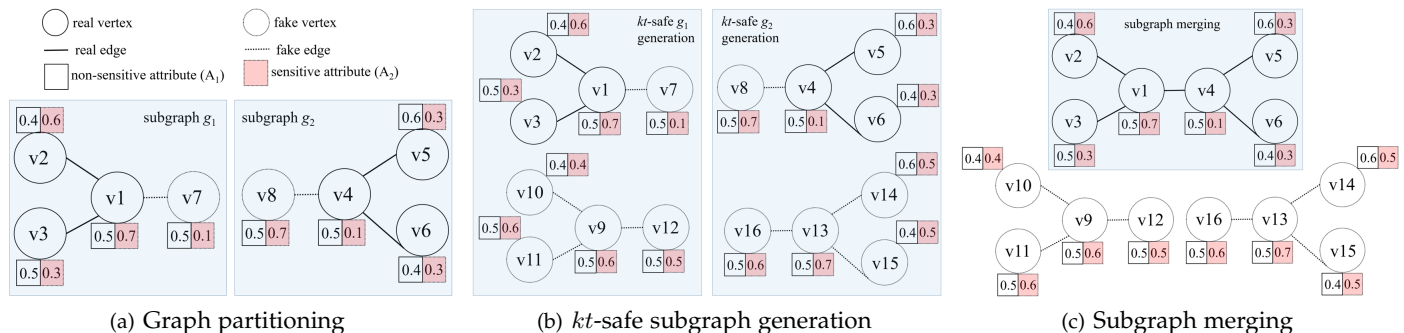 real vertex
fake vertex
real edge
fake edge
non-sensitive attribute (A1)
sensitive attribute (A2)
0.4 0.6
subgraph g1
v2
v1
v7
0.5 0.7
0.5 0.1
v3
0.5 0.3
subgraph g2
0.6 0.3
v5
v8
v4
0.5 0.7
0.5 0.1
v6
0.4 0.3
(a) Graph partitioning
0.4 0.6
kt-safe g1
generation
v2
0.5 0.3
v1
v7
v3
0.5 0.7
0.5 0.1
0.4 0.4
v10
0.5 0.6
v9
v12
v11
0.5 0.6
0.5 0.5
kt-safe g2
generation
0.6 0.3
v5
v8
v4
0.4 0.3
0.5 0.7
0.5 0.1
v6
0.6 0.5
v14
v16
v13
0.4 0.5
0.5 0.6
0.5 0.7
v15
(b) kt-safe subgraph generation
0.4 0.6
subgraph merging
0.6 0.3
v2
v5
v1
v4
v3
0.5 0.7
0.5 0.1
v6
0.5 0.3
0.4 0.3
0.4 0.4
0.6 0.5
v10
v14
v9
v12
v16
v13
v11
0.5 0.6
0.5 0.5
0.5 0.6
0.5 0.7
v15
0.5 0.6
0.4 0.5
(c) Subgraph merging